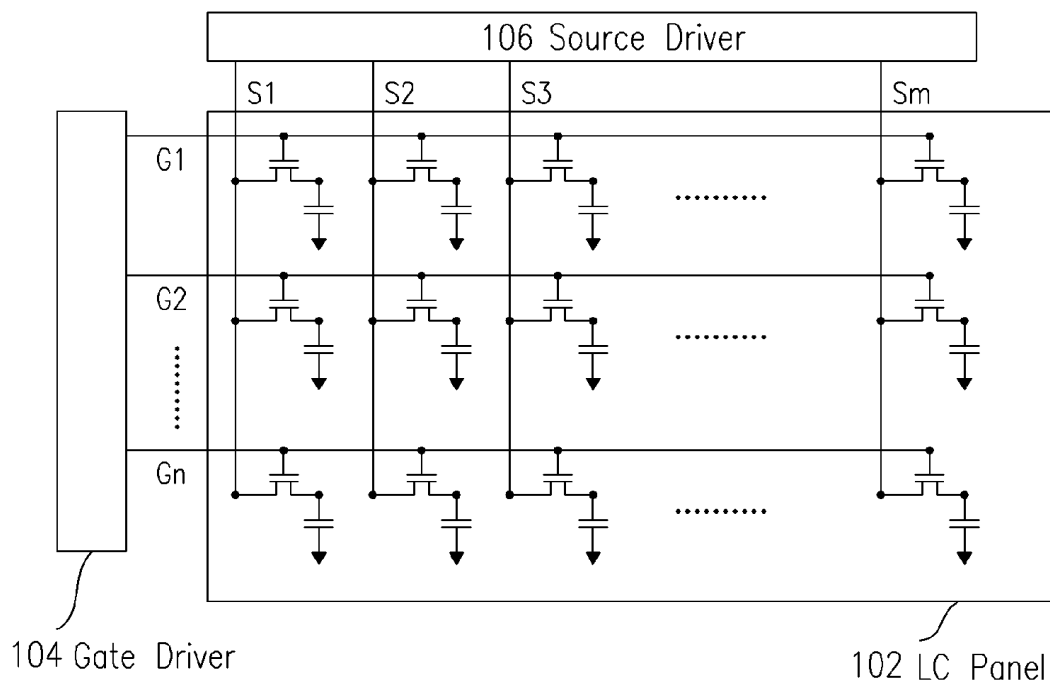 106 Source Driver
S1 S2 S3 Sm
G1
G2
Gn
104 Gate Driver
102 LC Panel